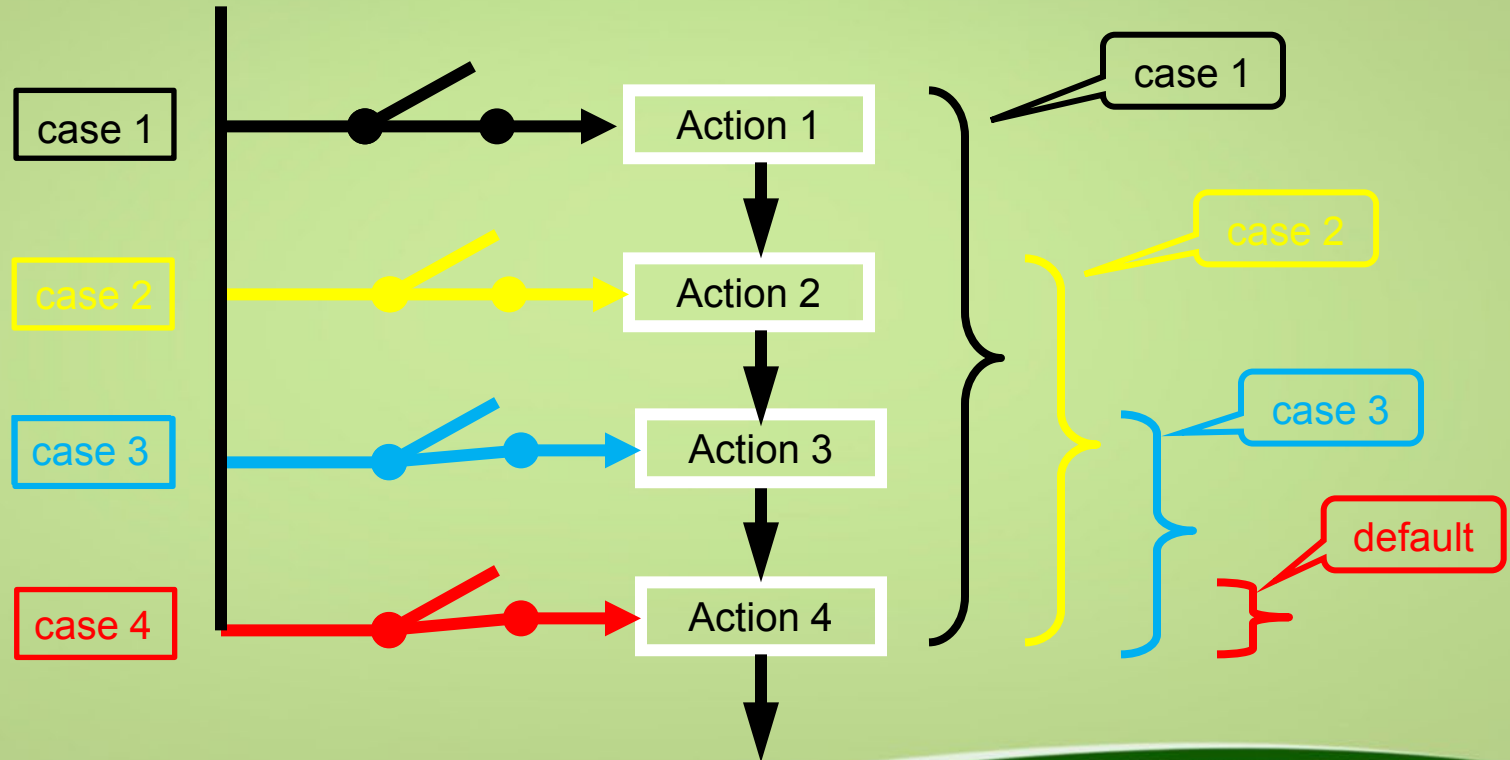 case 1
case 1
Action 1
case 2
case 2
Action 2
case 3
case 3
Action 3
default
case 4
Action 4